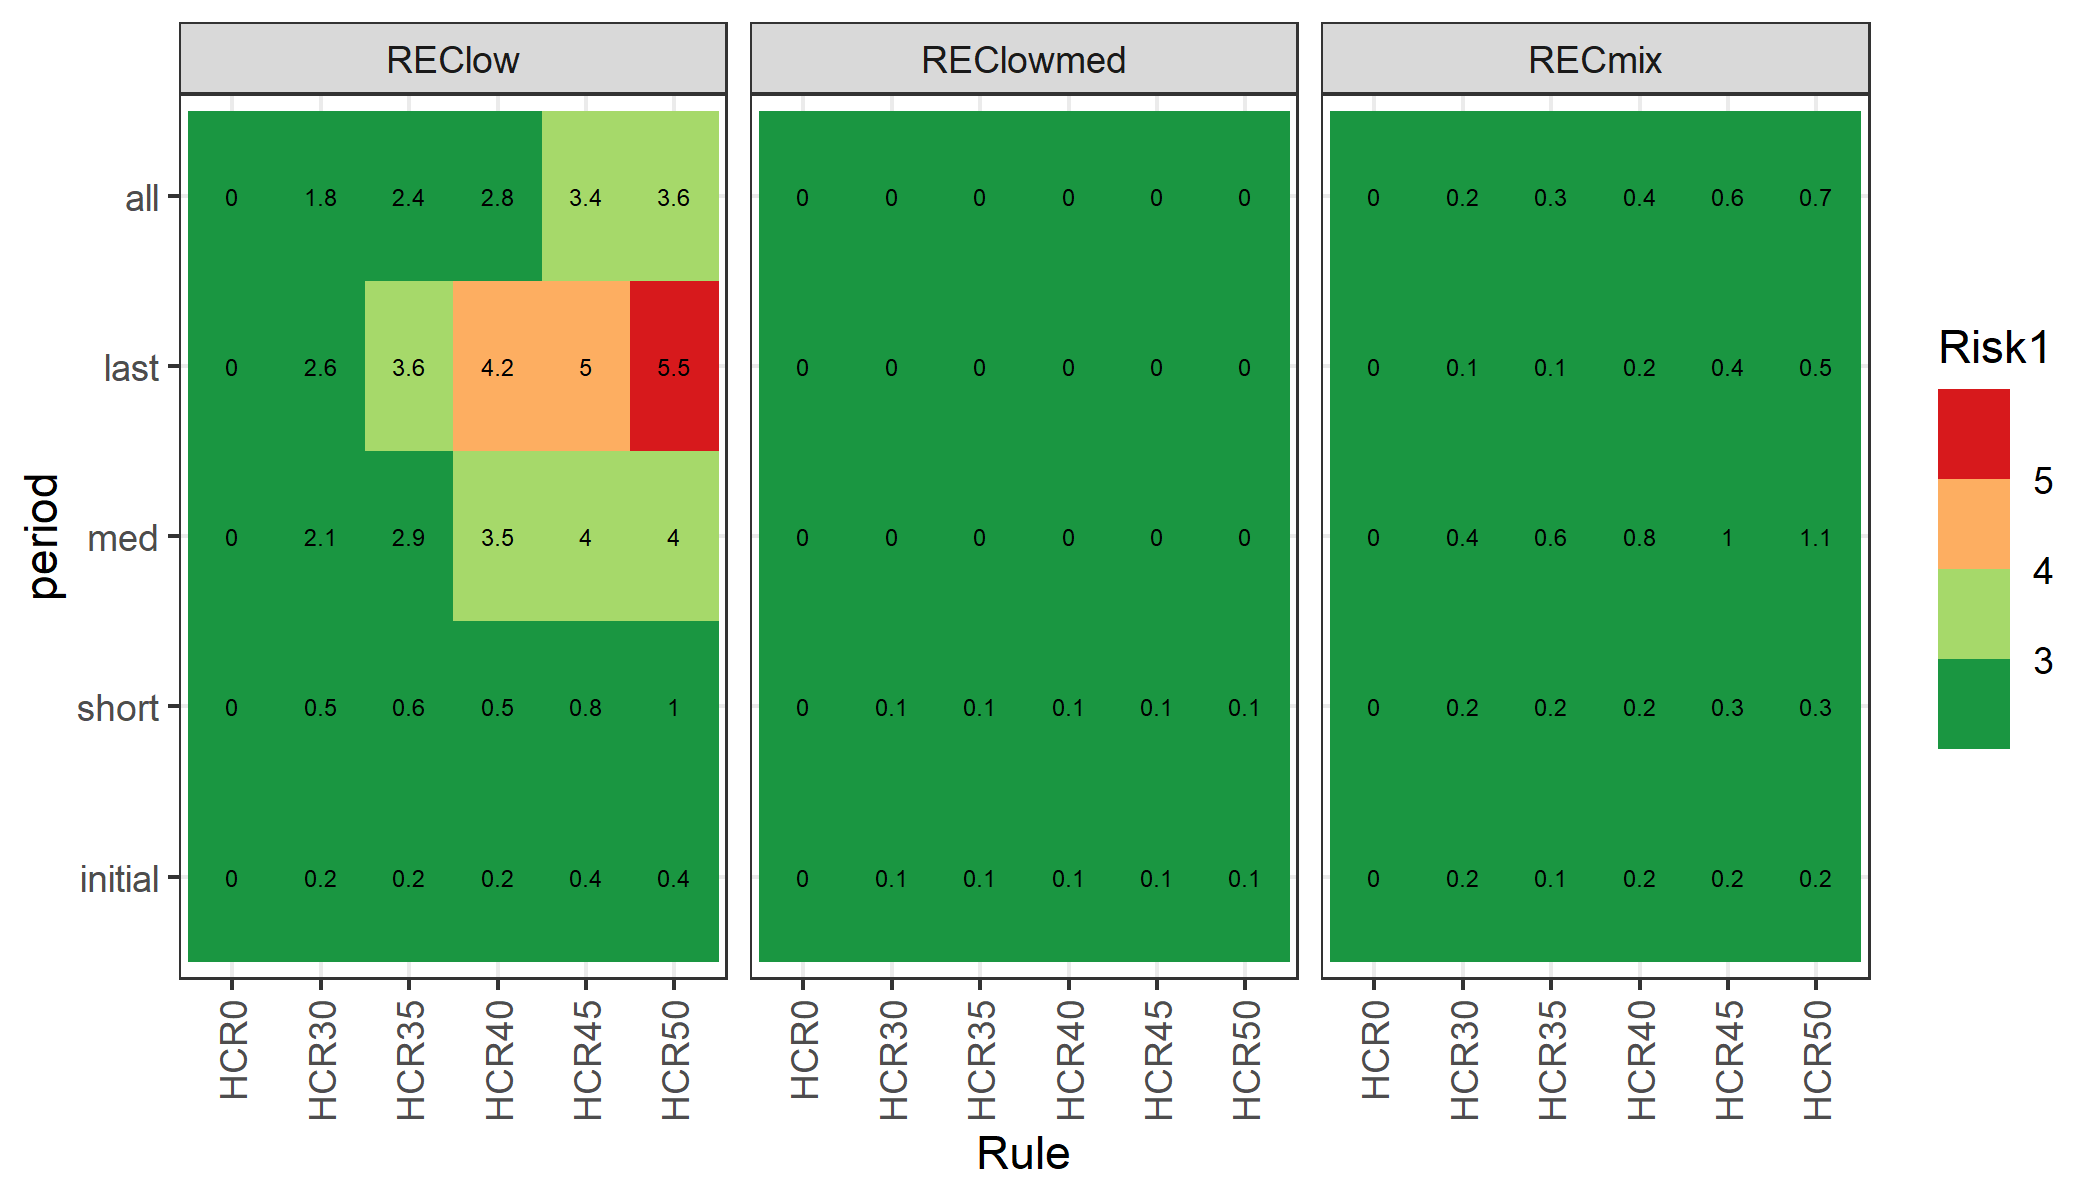 REClow REClowmed RECmix
all 0 1.8 2.4 2.8 3.4 3.6 0 0 0 0 0 0 0 0.2 0.3 0.4 0.6 0.7
last 0 2.6 3.6 4.2 5 5.5 0 0 0 0 0 0 0 0.1 0.1 0.2 0.4 0.5
med 0 2.1 2.9 3.5 4 4 0 0 0 0 0 0 0 0.4 0.6 0.8 1 1.1
short 0 0.5 0.6 0.5 0.8 1 0 0.1 0.1 0.1 0.1 0.1 0 0.2 0.2 0.2 0.3 0.3
initial 0 0.2 0.2 0.2 0.4 0.4 0 0.1 0.1 0.1 0.1 0.1 0 0.2 0.1 0.2 0.2 0.2
period
HCR0 HCR30 HCR35 HCR40 HCR45 HCR50 HCR0 HCR30 HCR35 HCR40 HCR45 HCR50 HCR0 HCR30 HCR35 HCR40 HCR45 HCR50
Rule
Risk1
5
4
3